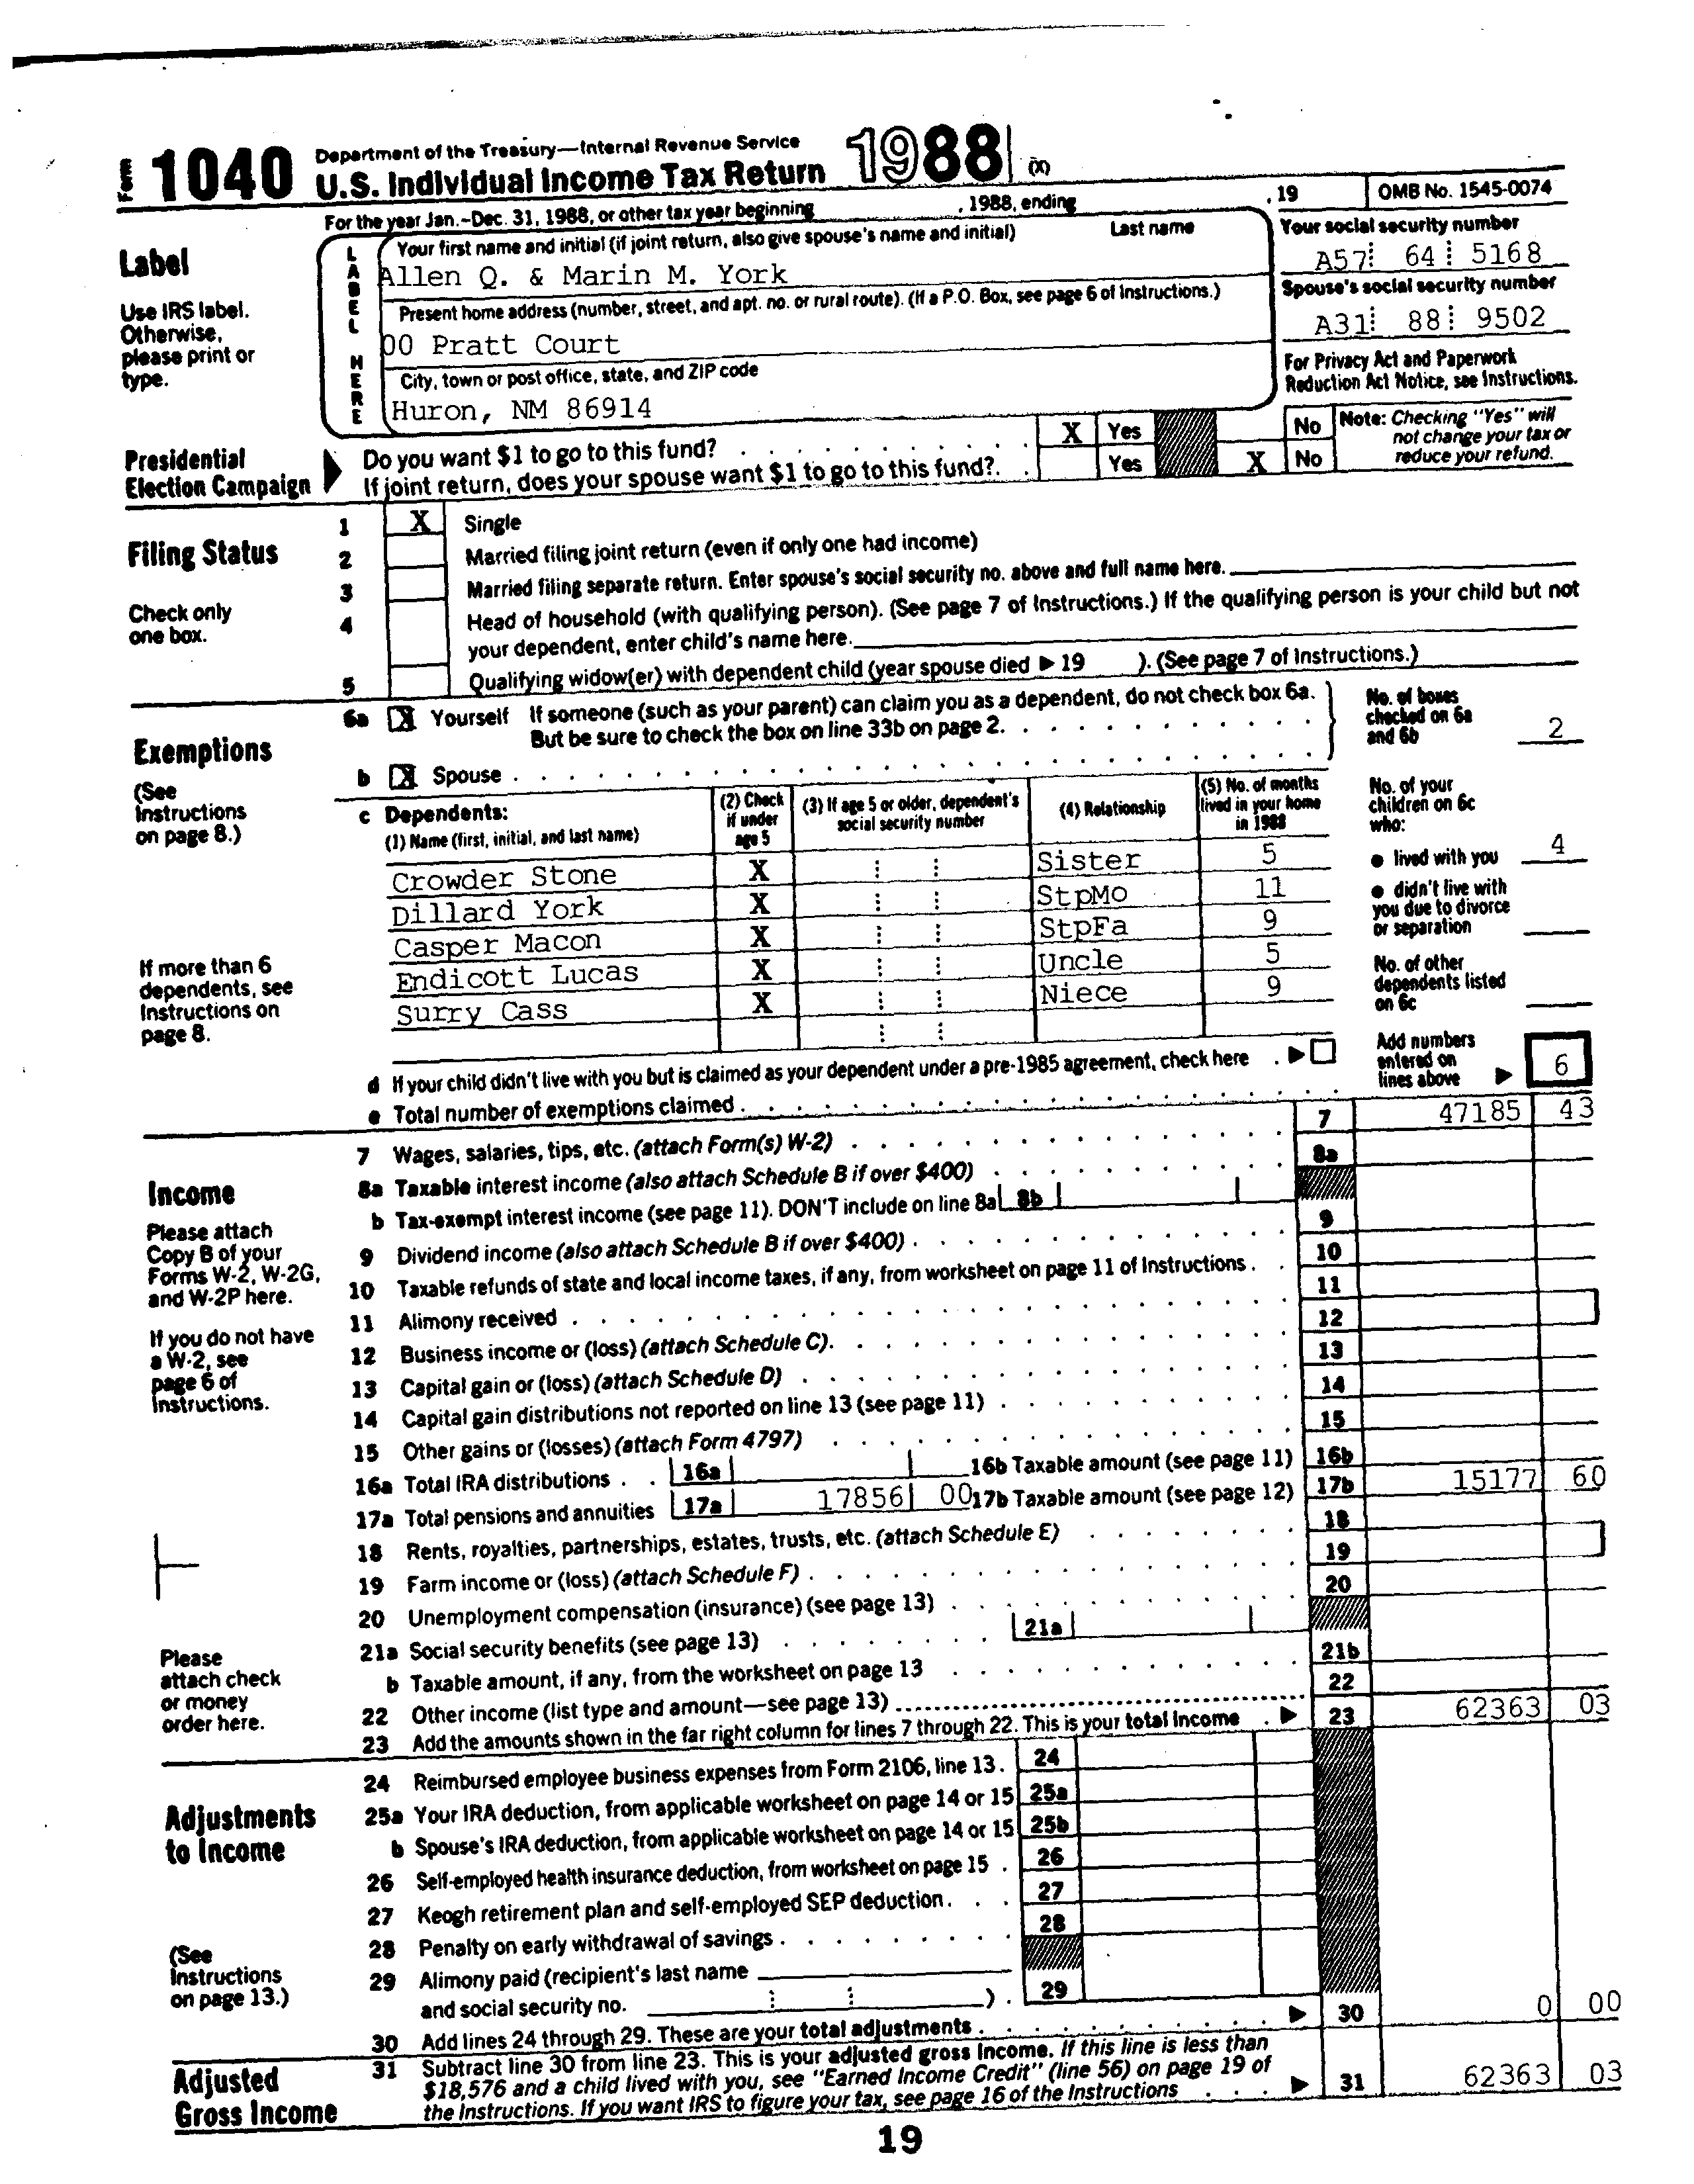 Form 1040 Department of the Treasury—Internal Revenue Service
U.S. Individual Income Tax Return 1988 (X)
For the year Jan.-Dec. 31, 1988, or other tax year beginning , 1988, ending , 19 OMB No. 1545-0074
Label
Use IRS label.
Otherwise,
please print or
type.
LABEL HERE
Your first name and initial (if joint return, also give spouse's name and initial) Last name
Allen Q. & Marin M. York
Present home address (number, street, and apt. no. or rural route). (If a P.O. Box, see page 6 of Instructions.)
00 Pratt Court
City, town or post office, state, and ZIP code
Huron, NM 86914
Your social security number
A57 64 5168
Spouse's social security number
A31 88 9502
For Privacy Act and Paperwork
Reduction Act Notice, see Instructions.
Presidential
Election Campaign
Do you want $1 to go to this fund? X Yes No
If joint return, does your spouse want $1 to go to this fund? Yes X No
Note: Checking "Yes" will
not change your tax or
reduce your refund.
Filing Status
Check only
one box.
1 X Single
2 Married filing joint return (even if only one had income)
3 Married filing separate return. Enter spouse's social security no. above and full name here.
4 Head of household (with qualifying person). (See page 7 of Instructions.) If the qualifying person is your child but not
your dependent, enter child's name here.
5 Qualifying widow(er) with dependent child (year spouse died ▶ 19 ). (See page 7 of Instructions.)
Exemptions
(See
Instructions
on page 8.)
If more than 6
dependents, see
Instructions on
page 8.
6a X Yourself If someone (such as your parent) can claim you as a dependent, do not check box 6a.
But be sure to check the box on line 33b on page 2.
b X Spouse
No. of boxes
checked on 6a
and 6b 2
c Dependents:
(1) Name (first, initial, and last name)
(2) Check
if under
age 5
(3) If age 5 or older, dependent's
social security number
(4) Relationship
(5) No. of months
lived in your home
in 1988
Crowder Stone X Sister 5
Dillard York X StpMo 11
Casper Macon X StpFa 9
Endicott Lucas X Uncle 5
Surry Cass X Niece 9
No. of your
children on 6c
who:
● lived with you 4
● didn't live with
you due to divorce
or separation
No. of other
dependents listed
on 6c
d If your child didn't live with you but is claimed as your dependent under a pre-1985 agreement, check here ▶
e Total number of exemptions claimed
Add numbers
entered on
lines above ▶ 6
Income
Please attach
Copy B of your
Forms W-2, W-2G,
and W-2P here.
If you do not have
a W-2, see
page 6 of
Instructions.
Please
attach check
or money
order here.
7 Wages, salaries, tips, etc. (attach Form(s) W-2) 7 47185 43
8a Taxable interest income (also attach Schedule B if over $400) 8a
b Tax-exempt interest income (see page 11). DON'T include on line 8a 8b
9 Dividend income (also attach Schedule B if over $400) 9
10 Taxable refunds of state and local income taxes, if any, from worksheet on page 11 of Instructions 10
11 Alimony received 11
12 Business income or (loss) (attach Schedule C) 12
13 Capital gain or (loss) (attach Schedule D) 13
14 Capital gain distributions not reported on line 13 (see page 11) 14
15 Other gains or (losses) (attach Form 4797) 15
16a Total IRA distributions 16a 16b Taxable amount (see page 11) 16b
17a Total pensions and annuities 17a 17856 00 17b Taxable amount (see page 12) 17b 15177 60
18 Rents, royalties, partnerships, estates, trusts, etc. (attach Schedule E) 18
19 Farm income or (loss) (attach Schedule F) 19
20 Unemployment compensation (insurance) (see page 13) 20
21a Social security benefits (see page 13) 21a
b Taxable amount, if any, from the worksheet on page 13 21b
22 Other income (list type and amount—see page 13) 22
23 Add the amounts shown in the far right column for lines 7 through 22. This is your total income ▶ 23 62363 03
Adjustments
to Income
(See
Instructions
on page 13.)
24 Reimbursed employee business expenses from Form 2106, line 13. 24
25a Your IRA deduction, from applicable worksheet on page 14 or 15 25a
b Spouse's IRA deduction, from applicable worksheet on page 14 or 15 25b
26 Self-employed health insurance deduction, from worksheet on page 15 26
27 Keogh retirement plan and self-employed SEP deduction 27
28 Penalty on early withdrawal of savings 28
29 Alimony paid (recipient's last name
and social security no. ) 29
30 Add lines 24 through 29. These are your total adjustments ▶ 30 0 00
Adjusted
Gross Income
31 Subtract line 30 from line 23. This is your adjusted gross income. If this line is less than
$18,576 and a child lived with you, see "Earned Income Credit" (line 56) on page 19 of
the Instructions. If you want IRS to figure your tax, see page 16 of the Instructions ▶ 31 62363 03
19